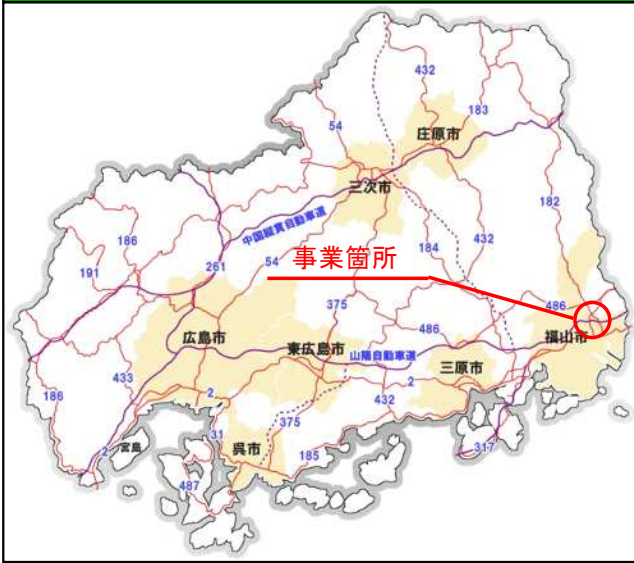 432
183
54
庄原市
三次市
182
186
中国縦貫自動車道
191
261
54
184
432
事業箇所
375
486
486
広島市
東広島市
山陽自動車道
三原市
福山市
186
433
2
2
432
375
31
呉市
185
317
2
宮島
487